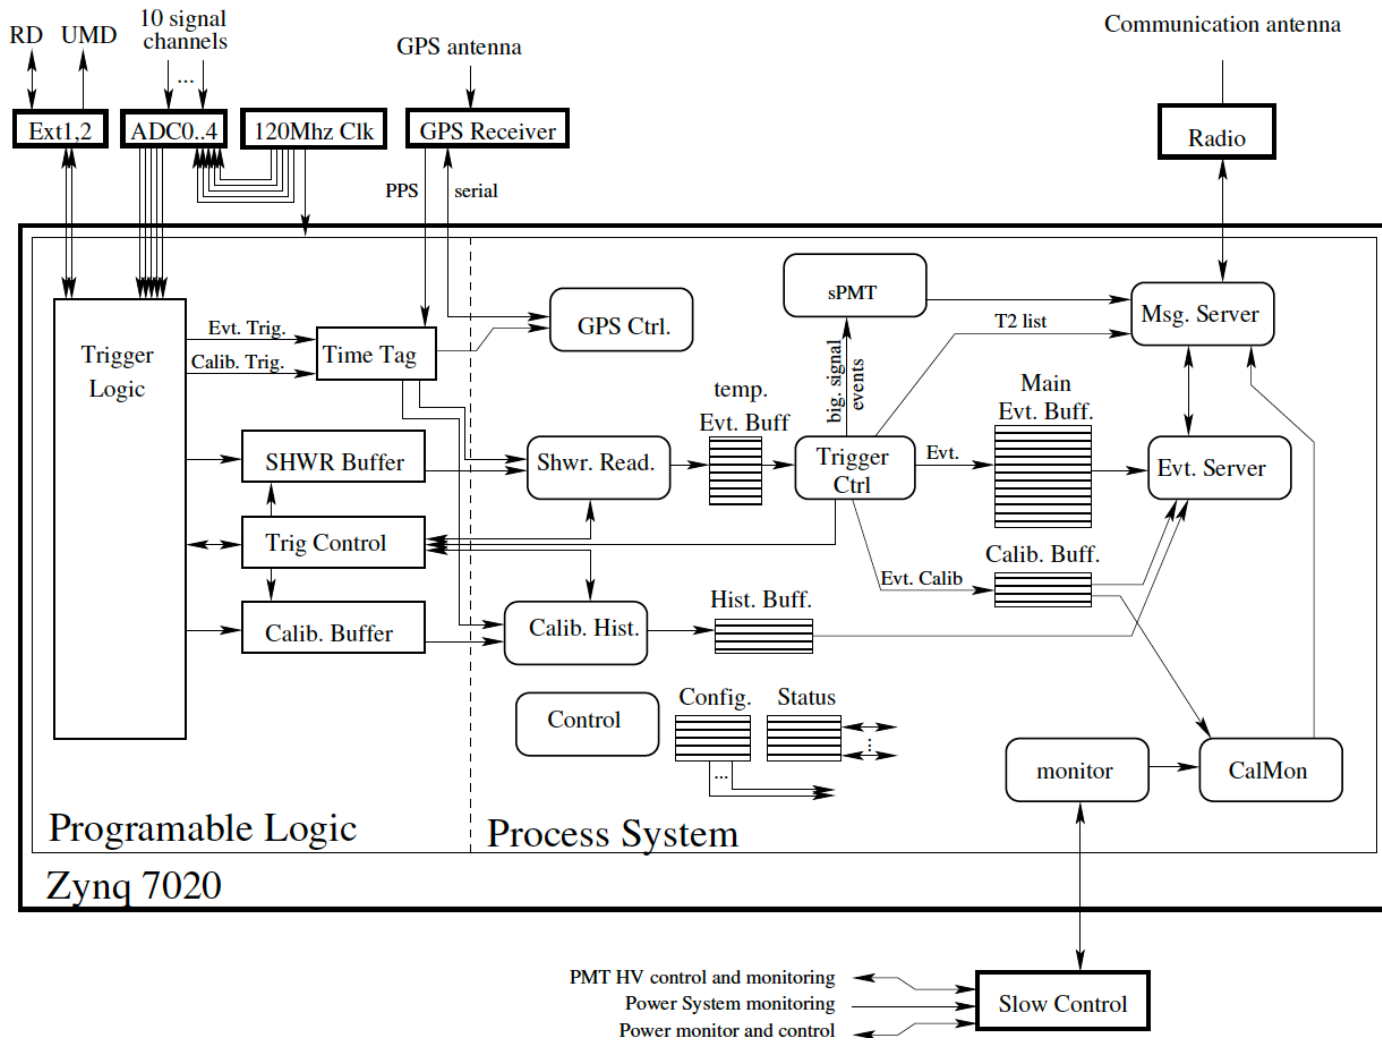 10 signal
channels
RD
UMD
...
GPS antenna
Communication antenna
Ext1,2
ADC0..4
120Mhz Clk
GPS Receiver
Radio
PPS
serial
sPMT
Msg. Server
GPS Ctrl.
T2 list
Evt. Trig.
Calib. Trig.
Time Tag
Trigger
Logic
big. signal
events
temp.
Evt. Buff
Main
Evt. Buff.
SHWR Buffer
Shwr. Read.
Trigger
Ctrl
Evt.
Evt. Server
Trig Control
Calib. Buff.
Evt. Calib
Hist. Buff.
Calib. Buffer
Calib. Hist.
Control
Config.
Status
...
...
monitor
CalMon
Programable Logic
Process System
Zynq 7020
PMT HV control and monitoring
Power System monitoring
Power monitor and control
Slow Control